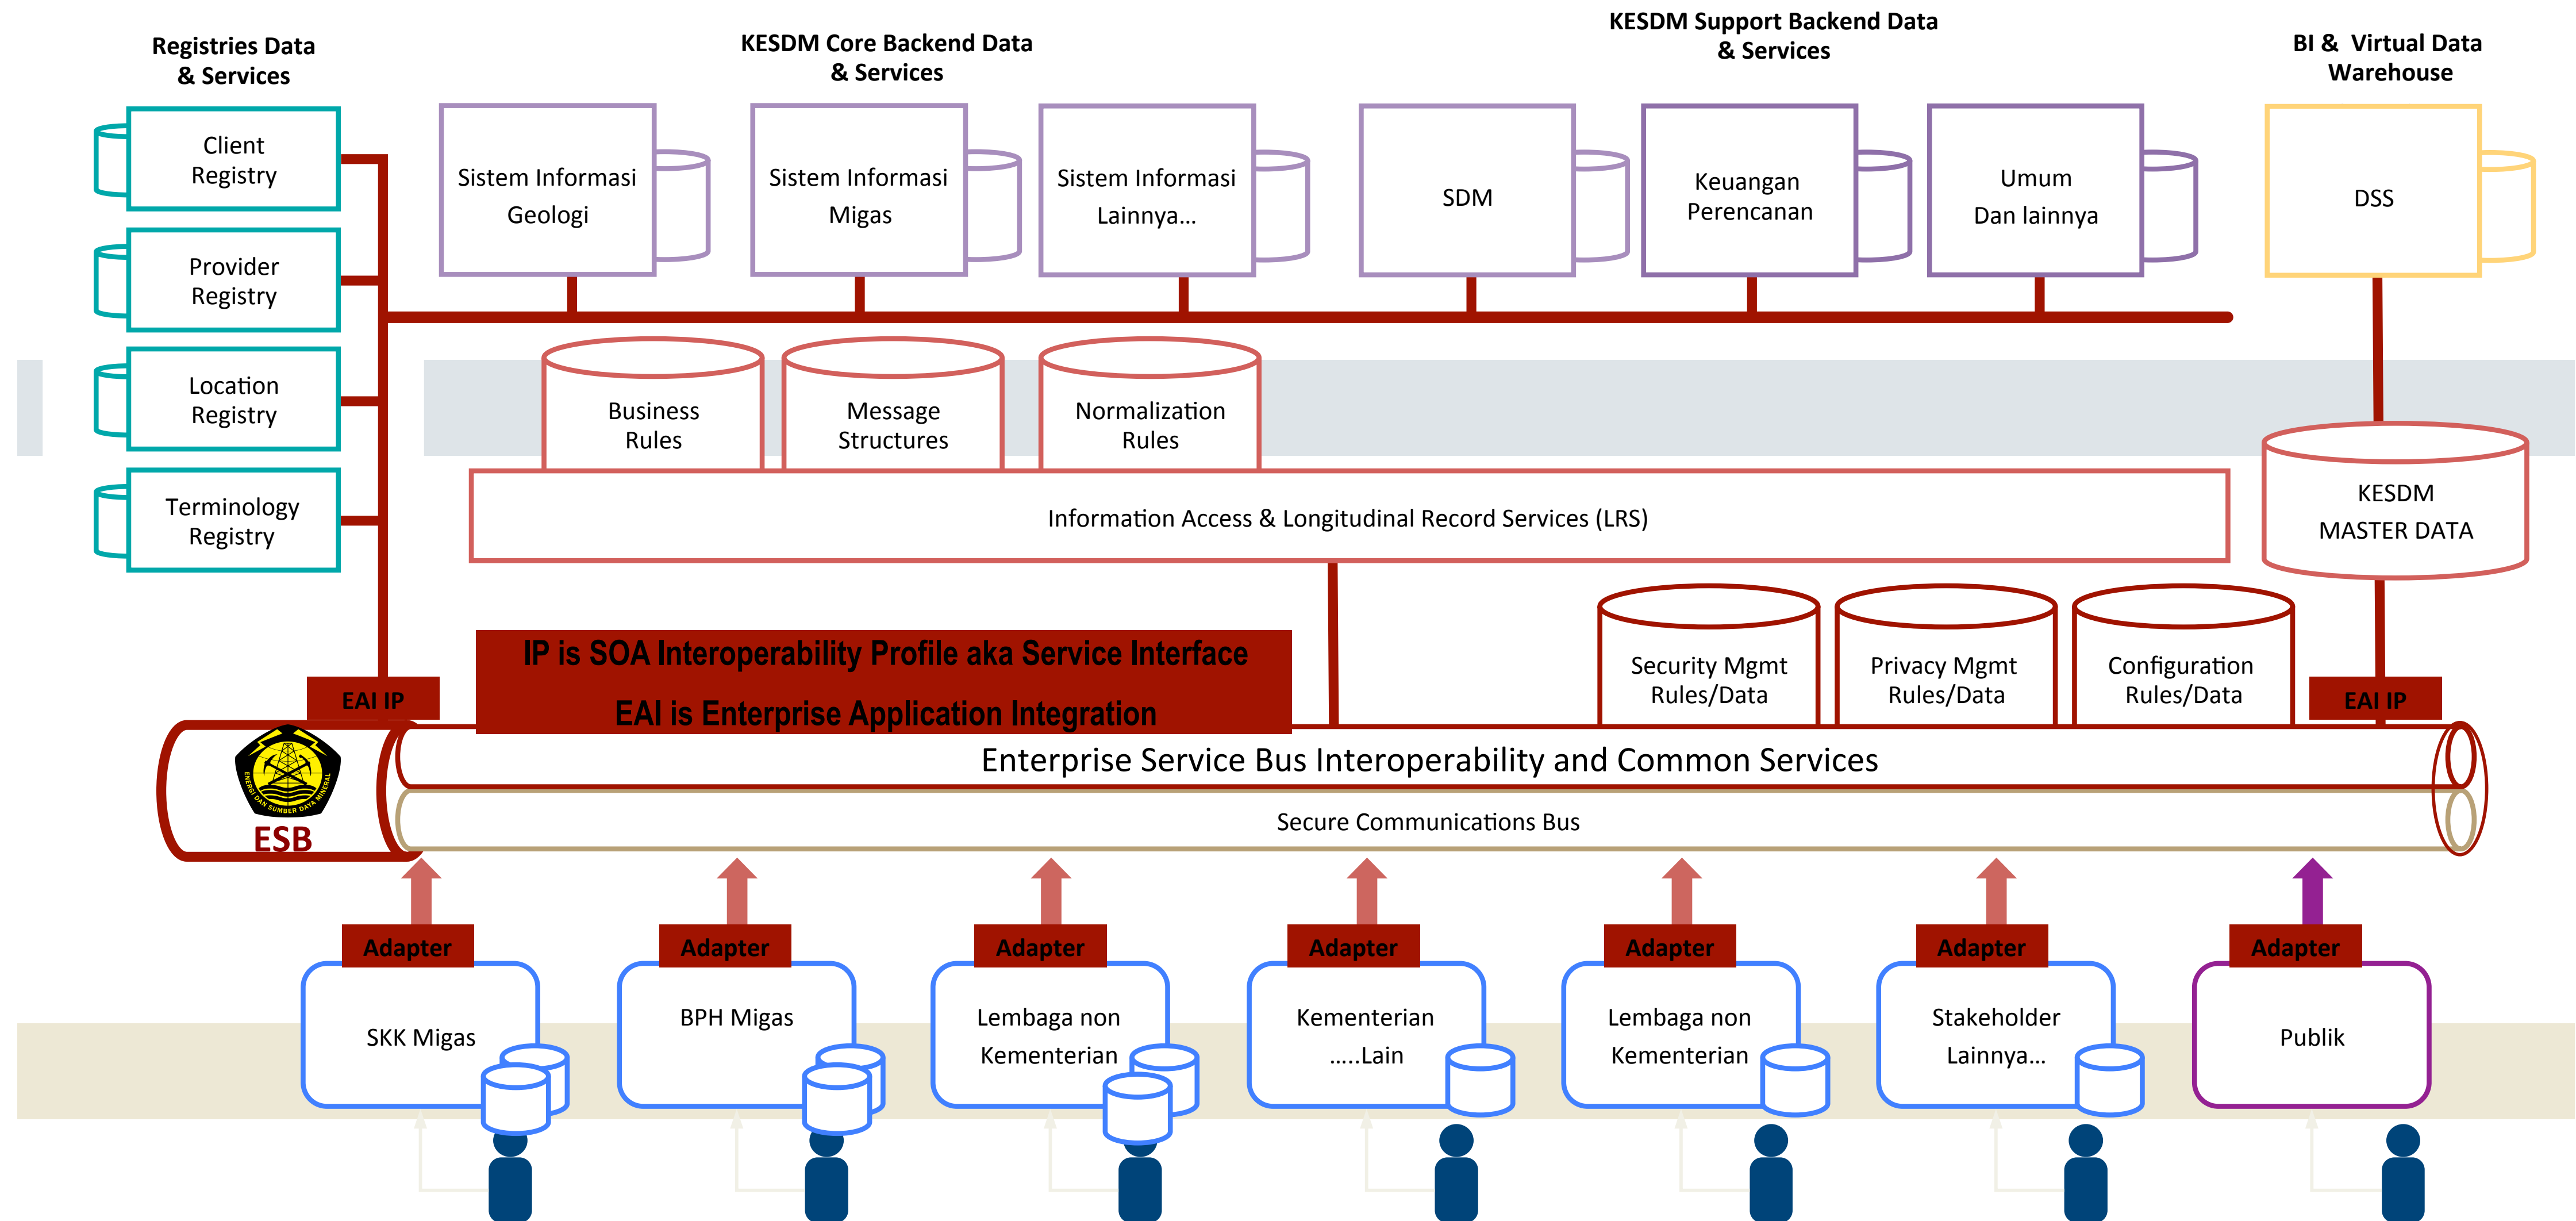 Registries Data
& Services
KESDM Core Backend Data
& Services
KESDM Support Backend Data
& Services
BI & Virtual Data
Warehouse
Client
Registry
Provider
Registry
Location
Registry
Terminology
Registry
Sistem Informasi
Geologi
Sistem Informasi
Migas
Sistem Informasi
Lainnya...
SDM
Keuangan
Perencanan
Umum
Dan lainnya
DSS
Business
Rules
Message
Structures
Normalization
Rules
Information Access & Longitudinal Record Services (LRS)
KESDM
MASTER DATA
IP is SOA Interoperability Profile aka Service Interface
EAI is Enterprise Application Integration
Security Mgmt
Rules/Data
Privacy Mgmt
Rules/Data
Configuration
Rules/Data
EAI IP
EAI IP
ENERGI DAN SUMBER DAYA MINERAL
ESB
Enterprise Service Bus Interoperability and Common Services
Secure Communications Bus
Adapter
Adapter
Adapter
Adapter
Adapter
Adapter
Adapter
SKK Migas
BPH Migas
Lembaga non
Kementerian
Kementerian
.....Lain
Lembaga non
Kementerian
Stakeholder
Lainnya...
Publik